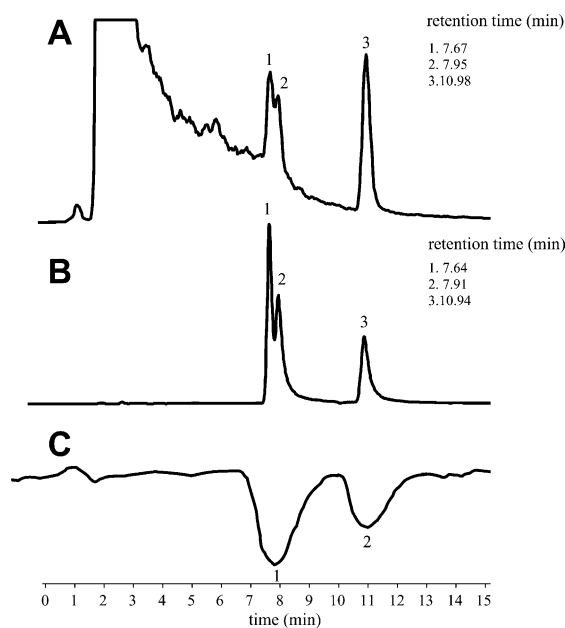 A
retention time (min)
1. 7.67
2. 7.95
3.10.98
1
2
3
B
retention time (min)
1. 7.64
2. 7.91
3.10.94
1
2
3
C
1
2
0 1 2 3 4 5 6 7 8 9 10 11 12 13 14 15
time (min)